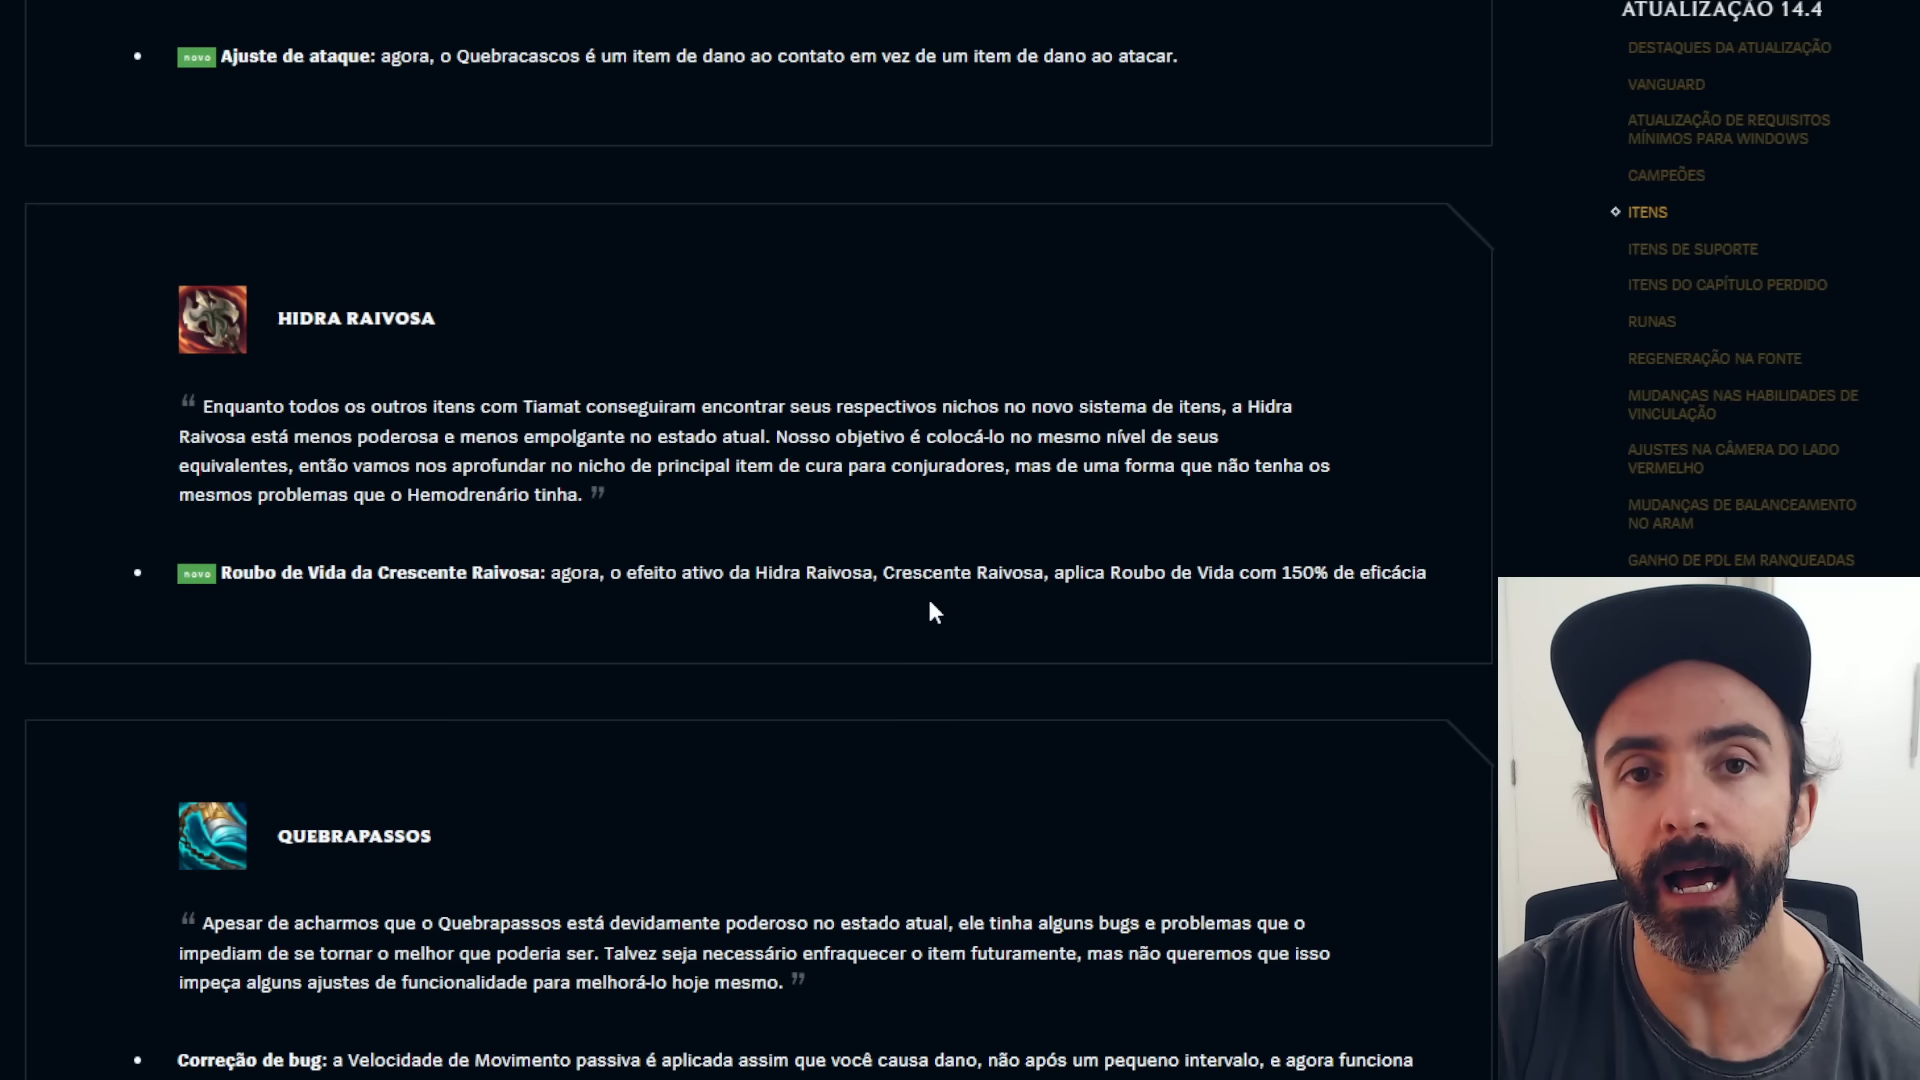 novo Ajuste de ataque: agora, o Quebracascos é um item de dano ao contato em vez de um item de dano ao atacar.
HIDRA RAIVOSA
“ Enquanto todos os outros itens com Tiamat conseguiram encontrar seus respectivos nichos no novo sistema de itens, a Hidra
Raivosa está menos poderosa e menos empolgante no estado atual. Nosso objetivo é colocá-lo no mesmo nível de seus
equivalentes, então vamos nos aprofundar no nicho de principal item de cura para conjuradores, mas de uma forma que não tenha os
mesmos problemas que o Hemodrenário tinha. ”
novo Roubo de Vida da Crescente Raivosa: agora, o efeito ativo da Hidra Raivosa, Crescente Raivosa, aplica Roubo de Vida com 150% de eficácia
QUEBRAPASSOS
“ Apesar de acharmos que o Quebrapassos está devidamente poderoso no estado atual, ele tinha alguns bugs e problemas que o
impediam de se tornar o melhor que poderia ser. Talvez seja necessário enfraquecer o item futuramente, mas não queremos que isso
impeça alguns ajustes de funcionalidade para melhorá-lo hoje mesmo. ”
Correção de bug: a Velocidade de Movimento passiva é aplicada assim que você causa dano, não após um pequeno intervalo, e agora funciona
ATUALIZAÇÃO 14.4
DESTAQUES DA ATUALIZAÇÃO
VANGUARD
ATUALIZAÇÃO DE REQUISITOS
MÍNIMOS PARA WINDOWS
CAMPEÕES
ITENS
ITENS DE SUPORTE
ITENS DO CAPÍTULO PERDIDO
RUNAS
REGENERAÇÃO NA FONTE
MUDANÇAS NAS HABILIDADES DE
VINCULAÇÃO
AJUSTES NA CÂMERA DO LADO
VERMELHO
MUDANÇAS DE BALANCEAMENTO
NO ARAM
GANHO DE PDL EM RANQUEADAS